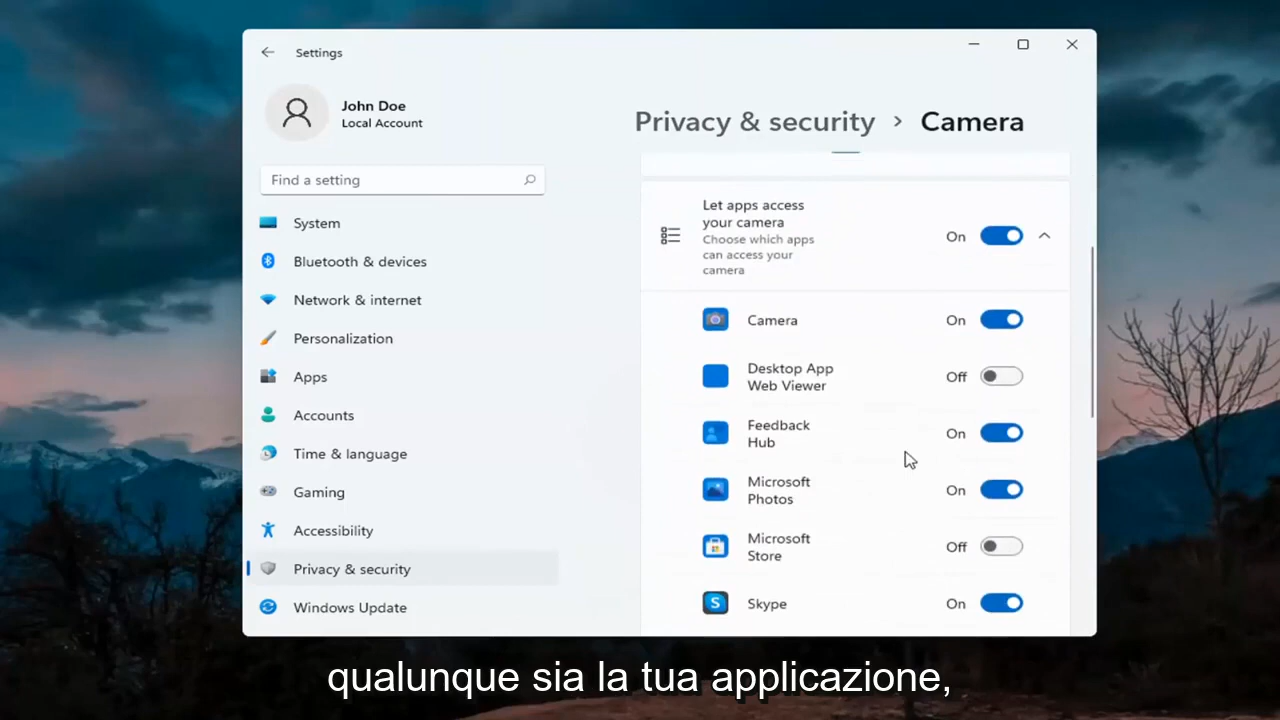 Settings
John Doe
Local Account
Find a setting
System
Bluetooth & devices
Network & internet
Personalization
Apps
Accounts
Time & language
Gaming
Accessibility
Privacy & security
Windows Update
Privacy & security > Camera
Let apps access
your camera
Choose which apps
can access your
camera
On
Camera
On
Desktop App
Web Viewer
Off
Feedback
Hub
On
Microsoft
Photos
On
Microsoft
Store
Off
Skype
On
qualunque sia la tua applicazione,